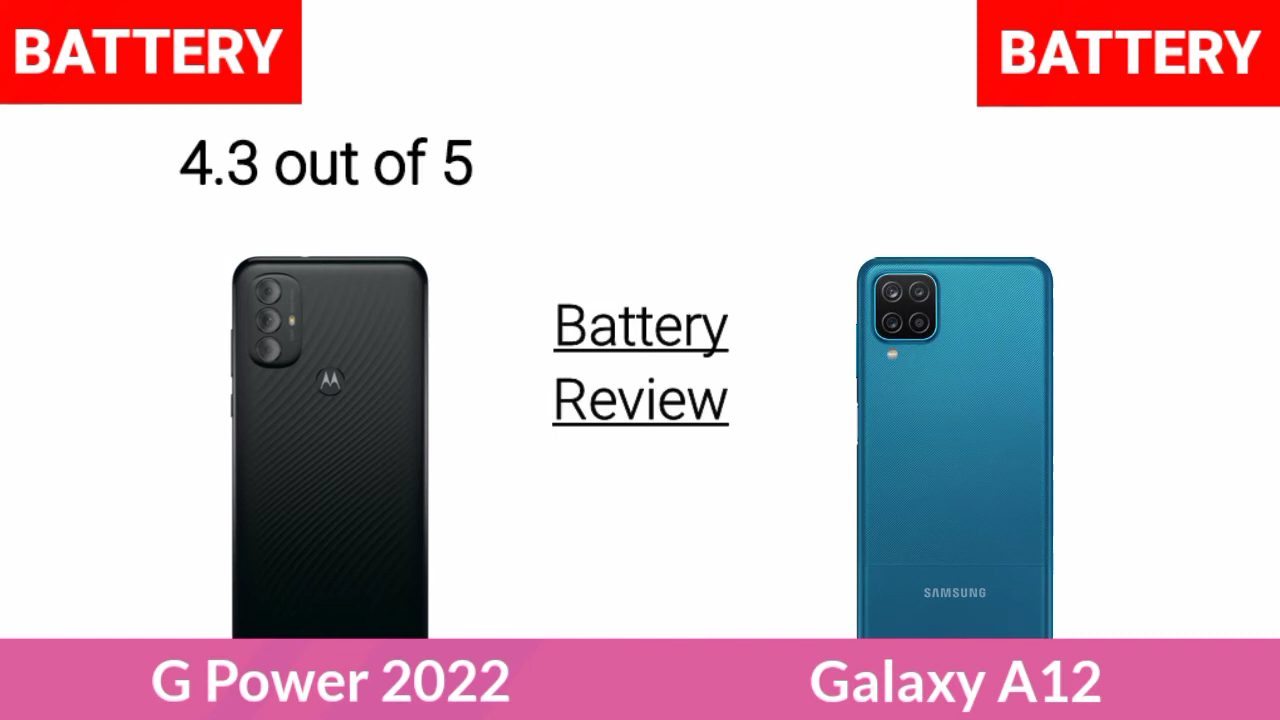 BATTERY
BATTERY
4.3 out of 5
Battery
Review
SAMSUNG
G Power 2022
Galaxy A12